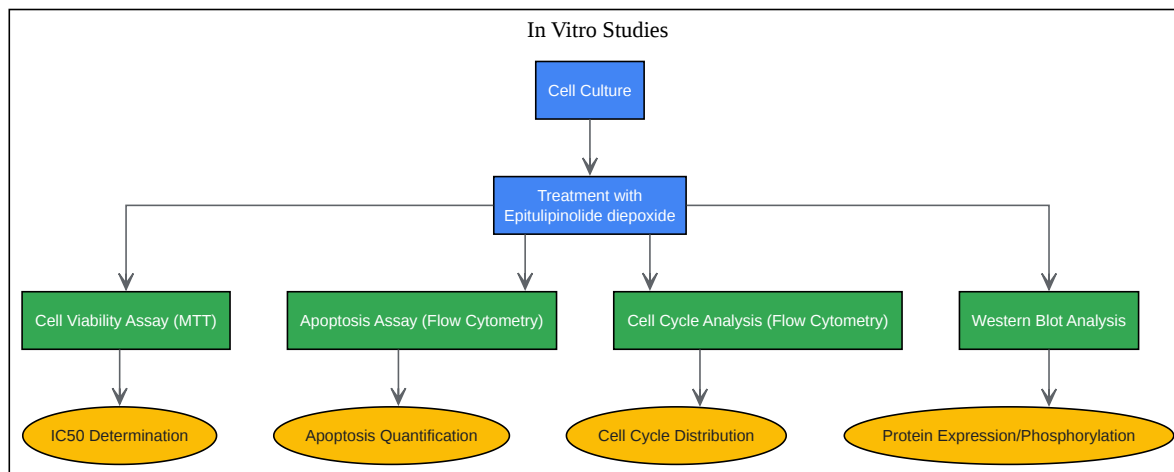 In Vitro Studies
Cell Culture
Treatment with
Epitulipinolide diepoxide
Cell Viability Assay (MTT)
Apoptosis Assay (Flow Cytometry)
Cell Cycle Analysis (Flow Cytometry)
Western Blot Analysis
IC50 Determination
Apoptosis Quantification
Cell Cycle Distribution
Protein Expression/Phosphorylation